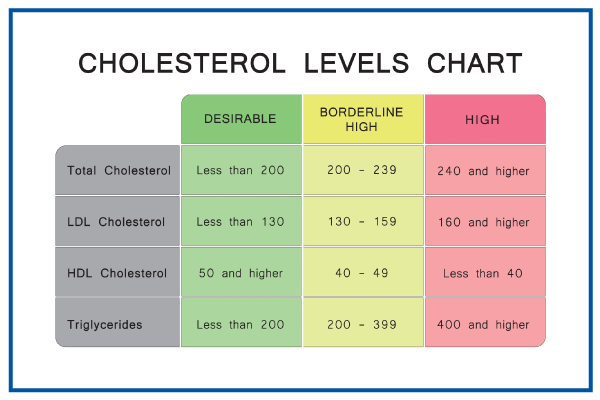 CHOLESTEROL LEVELS CHART
DESIRABLE
BORDERLINE
HIGH
HIGH
Total Cholesterol
Less than 200
200 - 239
240 and higher
LDL Cholesterol
Less than 130
130 - 159
160 and higher
HDL Cholesterol
50 and higher
40 - 49
Less than 40
Triglycerides
Less than 200
200 - 399
400 and higher